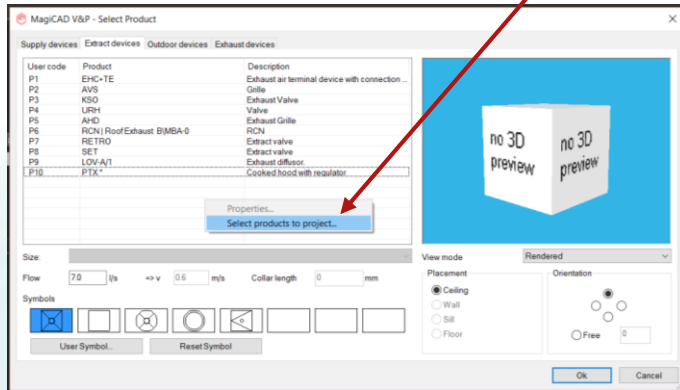 MagiCAD V&P - Select Product
Supply devices Extract devices Outdoor devices Exhaust devices
User code Product Description
P1 EHC+TE Exhaust air terminal device with connection ...
P2 AVS Grille
P3 KSO Exhaust Valve
P4 URH Valve
P5 AHD Exhaust Grille
P6 RCN | RoofExhaust B\MBA-0 RCN
P7 RETRO Extract valve
P8 SET Extract valve
P9 LOV-A/1 Exhaust diffusor.
P10 PTX* Cooked hood with regulator
no 3D preview no 3D preview
Properties...
Select products to project...
Size:
View mode Rendered
Flow 7.0 l/s => v 0.6 m/s Collar length 0 mm
Placement Orientation
Ceiling
Wall
Sill
Floor
Free 0
Symbols
User Symbol... Reset Symbol
Ok Cancel